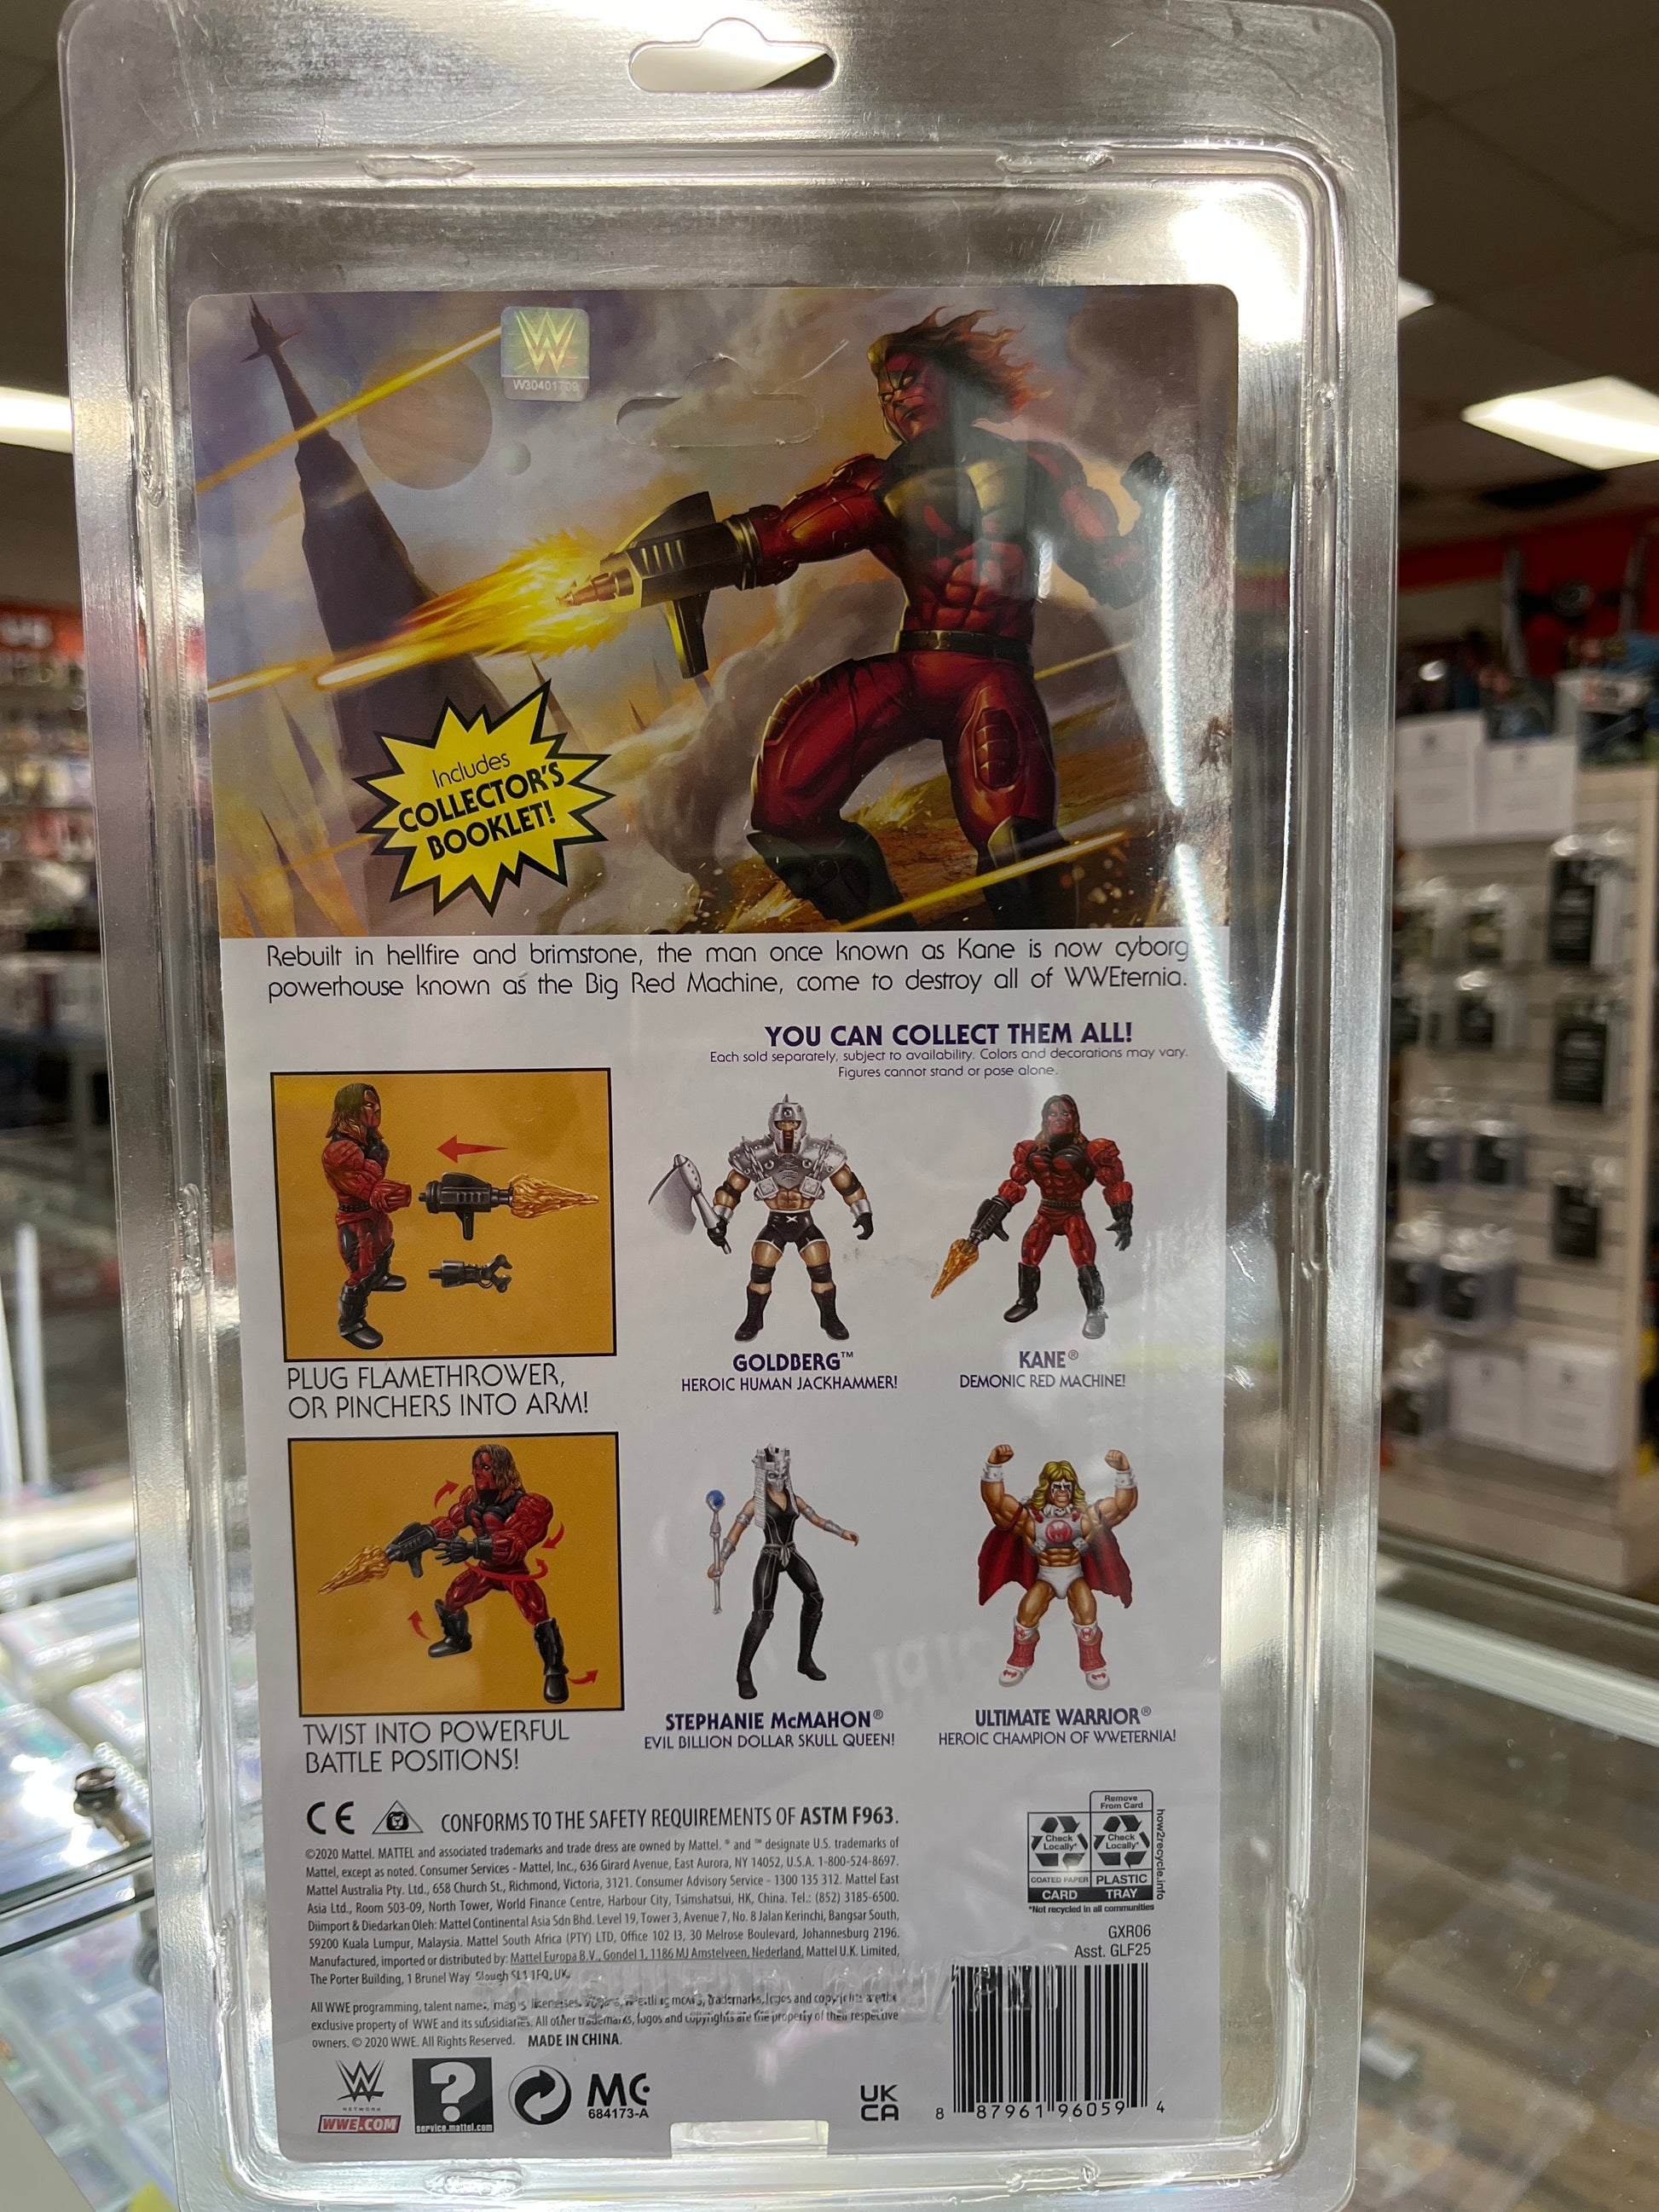 W30401709
Includes
COLLECTOR'S
BOOKLET!
Rebuilt in hellfire and brimstone, the man once known as Kane is now cyborg
powerhouse known as the Big Red Machine, come to destroy all of WWEternia.
YOU CAN COLLECT THEM ALL!
Each sold separately, subject to availability. Colors and decorations may vary.
Figures cannot stand or pose alone.
PLUG FLAMETHROWER,
OR PINCHERS INTO ARM!
GOLDBERG™
HEROIC HUMAN JACKHAMMER!
KANE®
DEMONIC RED MACHINE!
TWIST INTO POWERFUL
BATTLE POSITIONS!
STEPHANIE McMAHON®
EVIL BILLION DOLLAR SKULL QUEEN!
ULTIMATE WARRIOR®
HEROIC CHAMPION OF WWETERNIA!
CE CONFORMS TO THE SAFETY REQUIREMENTS OF ASTM F963.
©2020 Mattel. MATTEL and associated trademarks and trade dress are owned by Mattel. ® and ™ designate U.S. trademarks of
Mattel, except as noted. Consumer Services - Mattel, Inc., 636 Girard Avenue, East Aurora, NY 14052, U.S.A. 1-800-524-8697.
Mattel Australia Pty. Ltd., 658 Church St., Richmond, Victoria, 3121. Consumer Advisory Service - 1300 135 312. Mattel East
Asia Ltd., Room 503-09, North Tower, World Finance Centre, Harbour City, Tsimshatsui, HK, China. Tel.: (852) 3185-6500.
Diimport & Diedarkan Oleh: Mattel Continental Asia Sdn Bhd. Level 19, Tower 3, Avenue 7, No. 8 Jalan Kerinchi, Bangsar South,
59200 Kuala Lumpur, Malaysia. Mattel South Africa (PTY) LTD, Office 102 I3, 30 Melrose Boulevard, Johannesburg 2196.
Manufactured, imported or distributed by: Mattel Europa B.V., Gondel 1, 1186 MJ Amstelveen, Nederland, Mattel U.K. Limited,
The Porter Building, 1 Brunel Way Slough SL1 1FQ, UK.
All WWE programming, talent names, images, likenesses, wrestling moves, trademarks, logos and copyrights are the
exclusive property of WWE and its subsidiaries. All other trademarks, logos and copyrights are the property of their respective
owners. © 2020 WWE. All Rights Reserved. MADE IN CHINA.
Remove
From Card
Check
Locally*
Check
Locally*
COATED PAPER
PLASTIC
CARD
TRAY
how2recycle.info
*Not recycled in all communities
GXR06
Asst. GLF25
NETWORK
WWE.COM
?
service.mattel.com
MC
684173-A
UK
CA
8 87961 96059 4